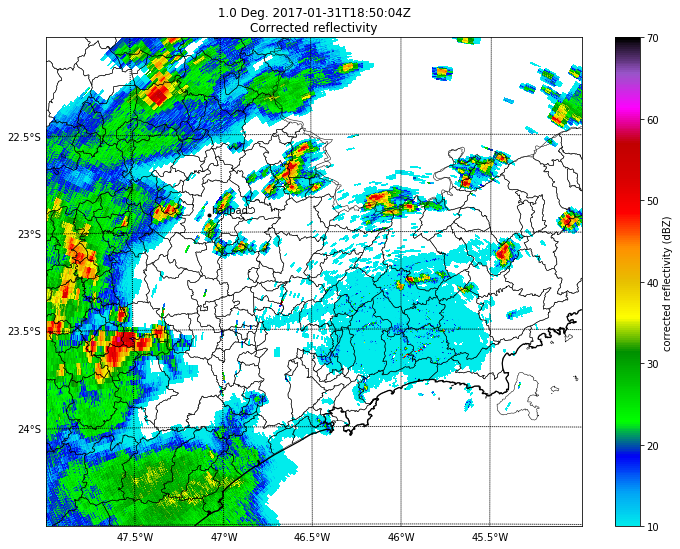 1.0 Deg. 2017-01-31T18:50:04Z
Corrected reflectivity
70
60
50
40
30
20
10
corrected reflectivity (dBZ)
22.5°S
23°S
23.5°S
24°S
47.5°W
47°W
46.5°W
46°W
45.5°W